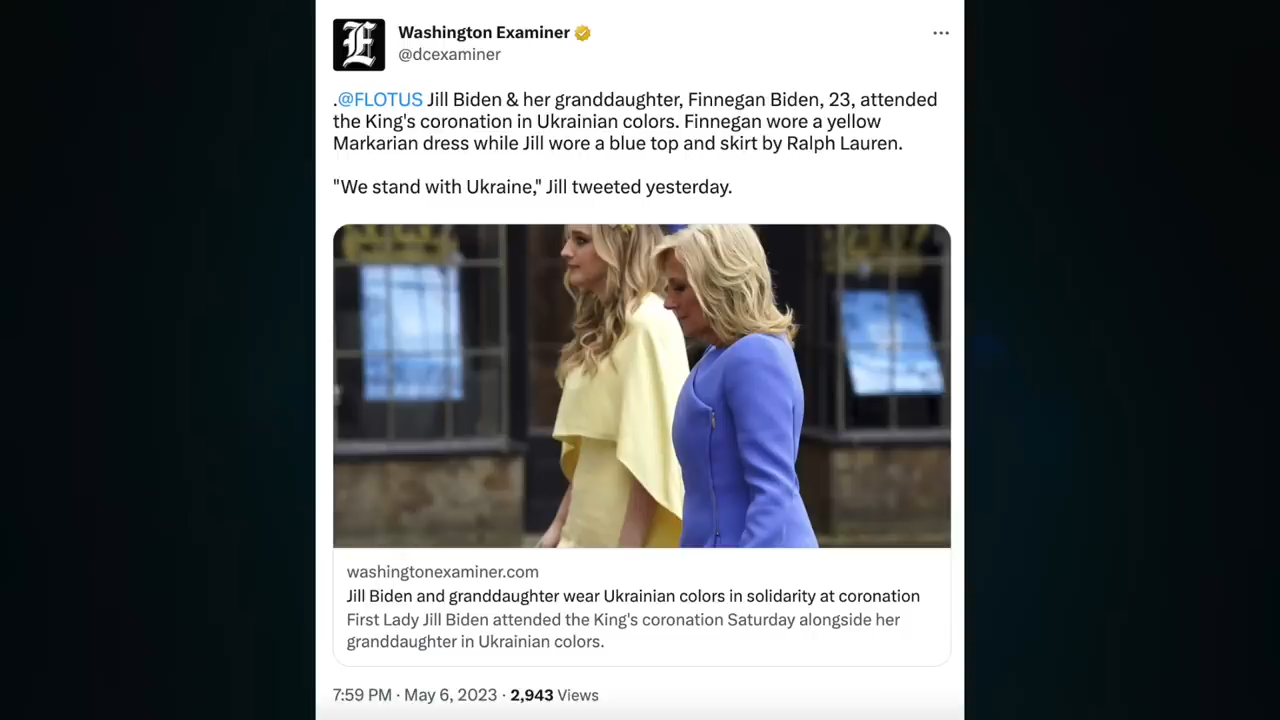 Washington Examiner
@dcexaminer
.@FLOTUS Jill Biden & her granddaughter, Finnegan Biden, 23, attended
the King's coronation in Ukrainian colors. Finnegan wore a yellow
Markarian dress while Jill wore a blue top and skirt by Ralph Lauren.
"We stand with Ukraine," Jill tweeted yesterday.
washingtonexaminer.com
Jill Biden and granddaughter wear Ukrainian colors in solidarity at coronation
First Lady Jill Biden attended the King's coronation Saturday alongside her
granddaughter in Ukrainian colors.
7:59 PM · May 6, 2023 · 2,943 Views